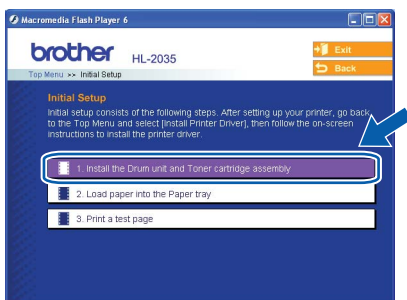 Macromedia Flash Player 6
brother HL-2035
Exit
Back
Top Menu >> Initial Setup
Initial Setup
Initial setup consists of the following steps. After setting up your printer, go back
to the Top Menu and select [Install Printer Driver], then follow the on-screen
instructions to install the printer driver.
1. Install the Drum unit and Toner cartridge assembly
2. Load paper into the Paper tray
3. Print a test page